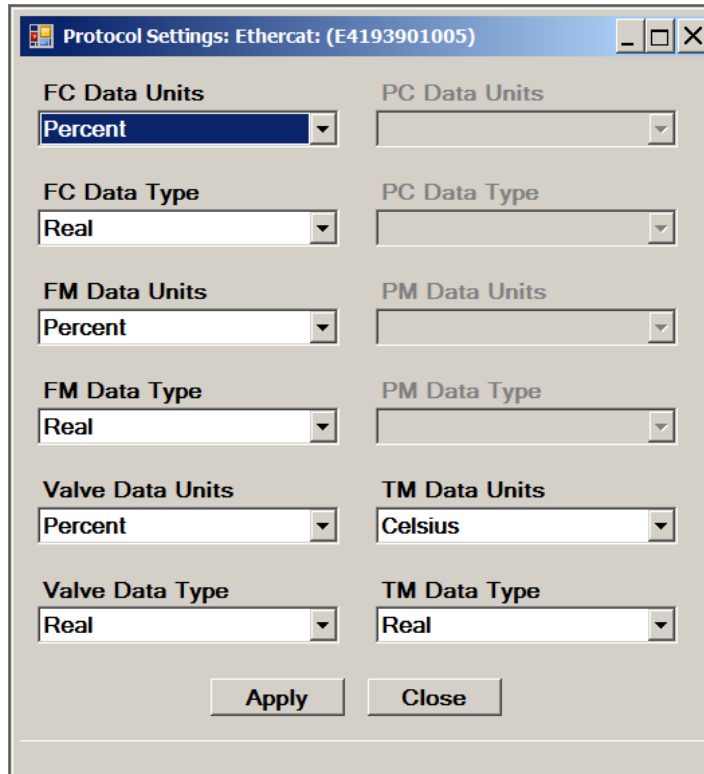 Protocol Settings: Ethercat: (E4193901005)
FC Data Units
PC Data Units
Percent
FC Data Type
PC Data Type
Real
FM Data Units
PM Data Units
Percent
FM Data Type
PM Data Type
Real
Valve Data Units
TM Data Units
Percent
Celsius
Valve Data Type
TM Data Type
Real
Real
Apply
Close